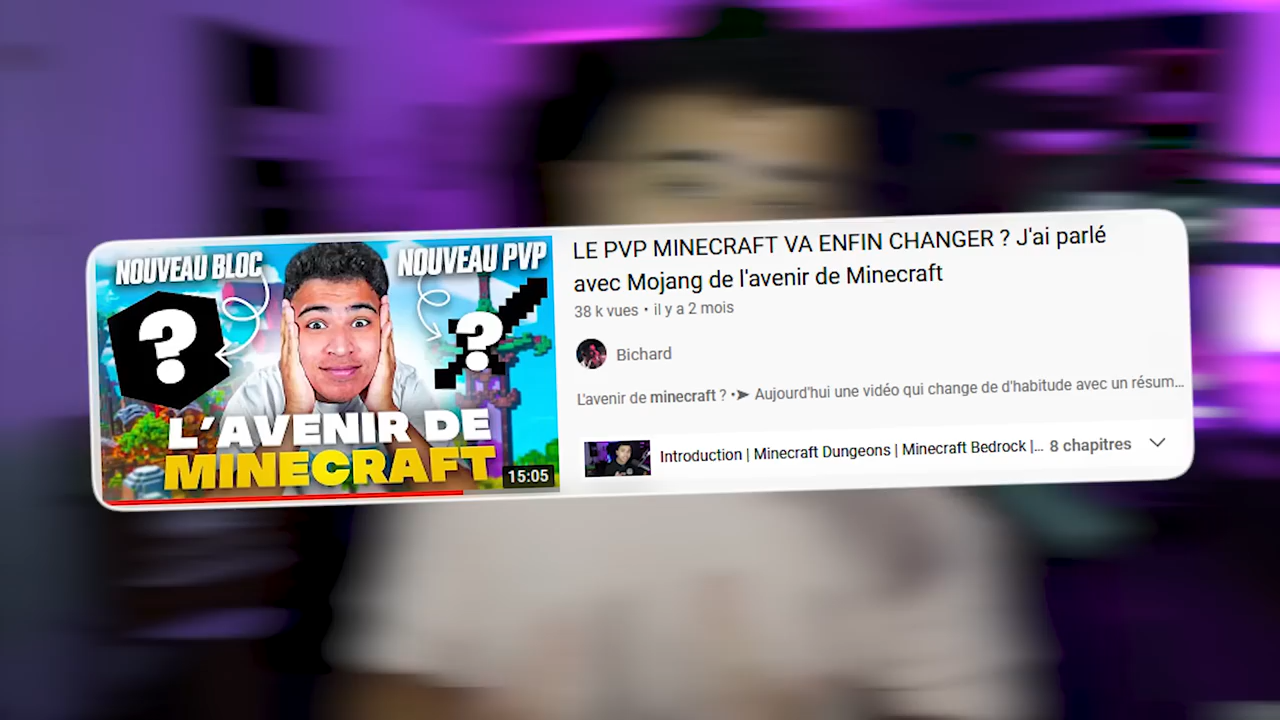 NOUVEAU BLOC
NOUVEAU PVP
?
?
L'AVENIR DE
MINECRAFT
15:05
LE PVP MINECRAFT VA ENFIN CHANGER ? J'ai parlé
avec Mojang de l'avenir de Minecraft
38 k vues • il y a 2 mois
Bichard
L'avenir de minecraft ? •➤ Aujourd'hui une vidéo qui change de d'habitude avec un résum...
Introduction | Minecraft Dungeons | Minecraft Bedrock |... 8 chapitres